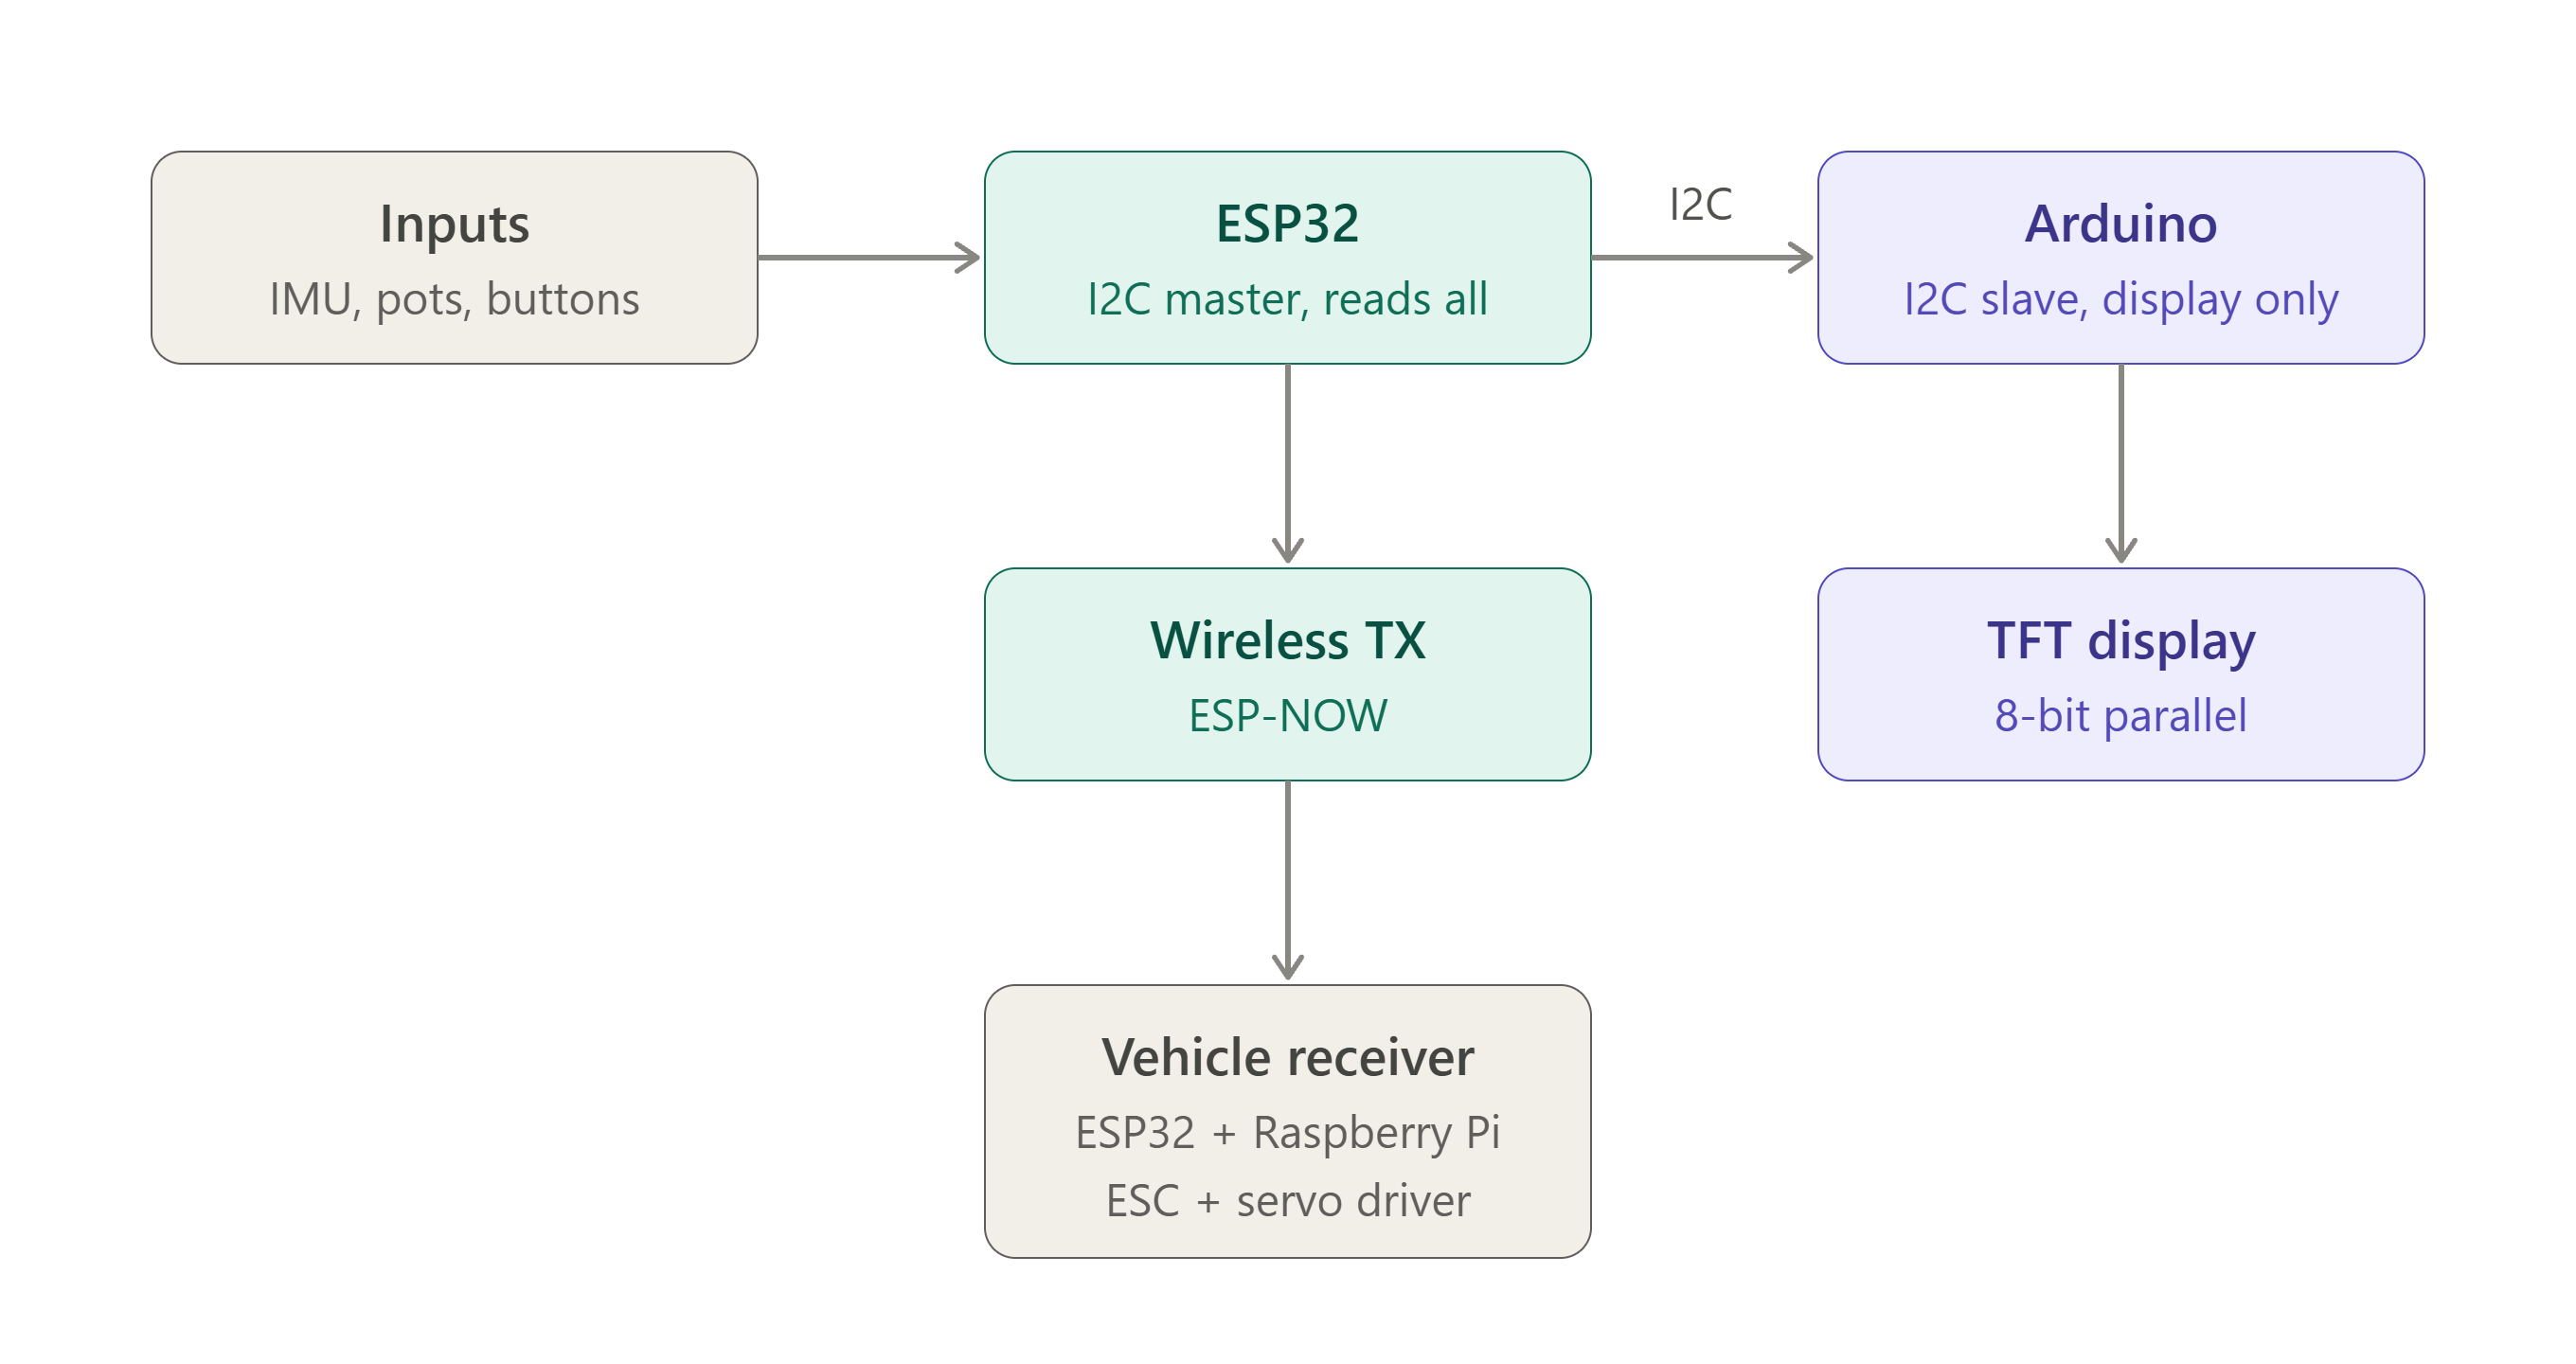 Inputs
IMU, pots, buttons
ESP32
I2C master, reads all
I2C
Arduino
I2C slave, display only
Wireless TX
ESP-NOW
TFT display
8-bit parallel
Vehicle receiver
ESP32 + Raspberry Pi
ESC + servo driver